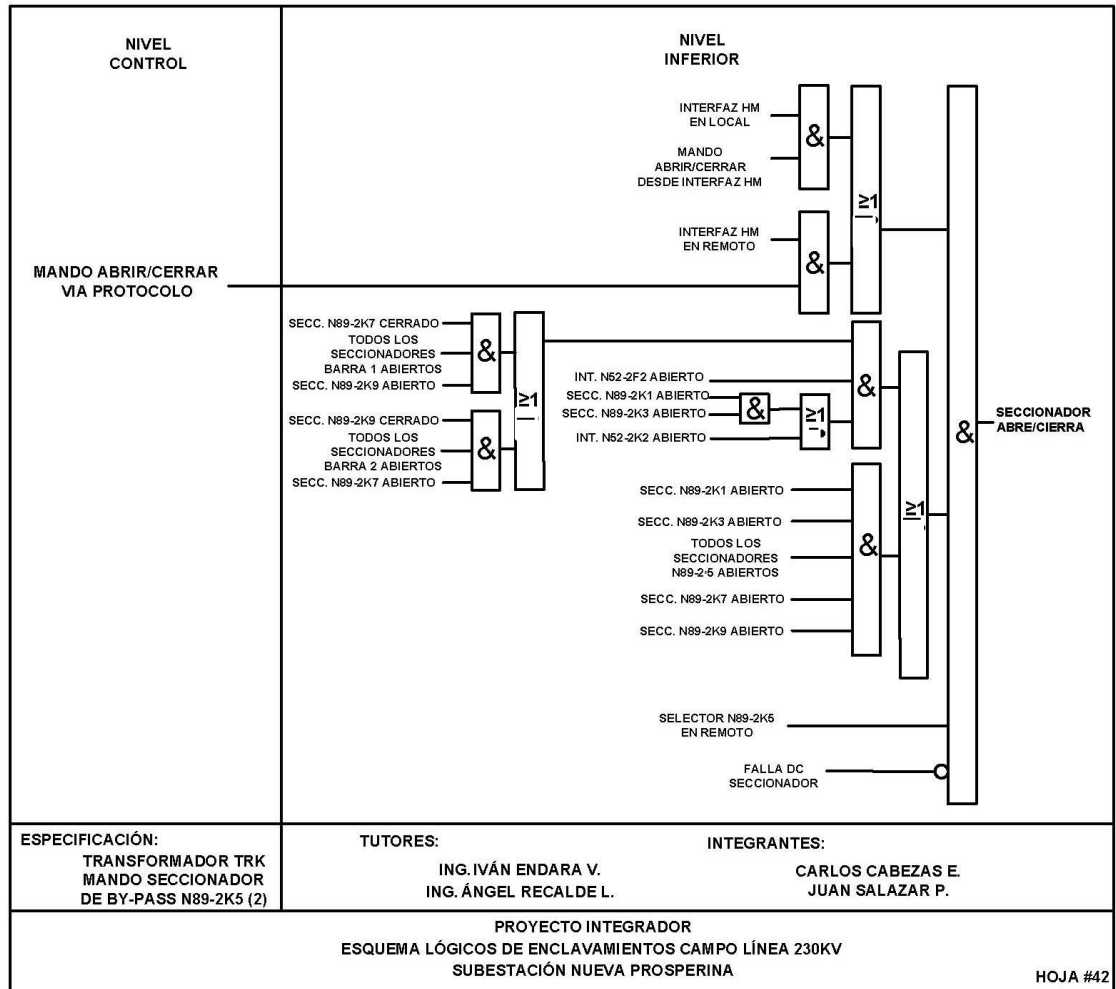 NIVEL
CONTROL
NIVEL
INFERIOR
INTERFAZ HM
EN LOCAL
&
MANDO
ABRIR/CERRAR
DESDE INTERFAZ HM
≥1
INTERFAZ HM
EN REMOTO
&
MANDO ABRIR/CERRAR
VIA PROTOCOLO
SECC. N89-2K7 CERRADO
TODOS LOS
SECCIONADORES
BARRA 1 ABIERTOS
SECC. N89-2K9 ABIERTO
&
SECC. N89-2K9 CERRADO
TODOS LOS
SECCIONADORES
BARRA 2 ABIERTOS
SECC. N89-2K7 ABIERTO
&
≥1
INT. N52-2F2 ABIERTO
SECC. N89-2K1 ABIERTO
SECC. N89-2K3 ABIERTO
&
INT. N52-2K2 ABIERTO
≥1
&
SECC. N89-2K1 ABIERTO
SECC. N89-2K3 ABIERTO
TODOS LOS
SECCIONADORES
N89-2-5 ABIERTOS
SECC. N89-2K7 ABIERTO
SECC. N89-2K9 ABIERTO
&
≥1
&
SECCIONADOR
ABRE/CIERRA
SELECTOR N89-2K5
EN REMOTO
FALLA DC
SECCIONADOR
ESPECIFICACIÓN:
TRANSFORMADOR TRK
MANDO SECCIONADOR
DE BY-PASS N89-2K5 (2)
TUTORES:
ING. IVÁN ENDARA V.
ING. ÁNGEL RECALDE L.
INTEGRANTES:
CARLOS CABEZAS E.
JUAN SALAZAR P.
PROYECTO INTEGRADOR
ESQUEMA LÓGICOS DE ENCLAVAMIENTOS CAMPO LÍNEA 230KV
SUBESTACIÓN NUEVA PROSPERINA
HOJA #42